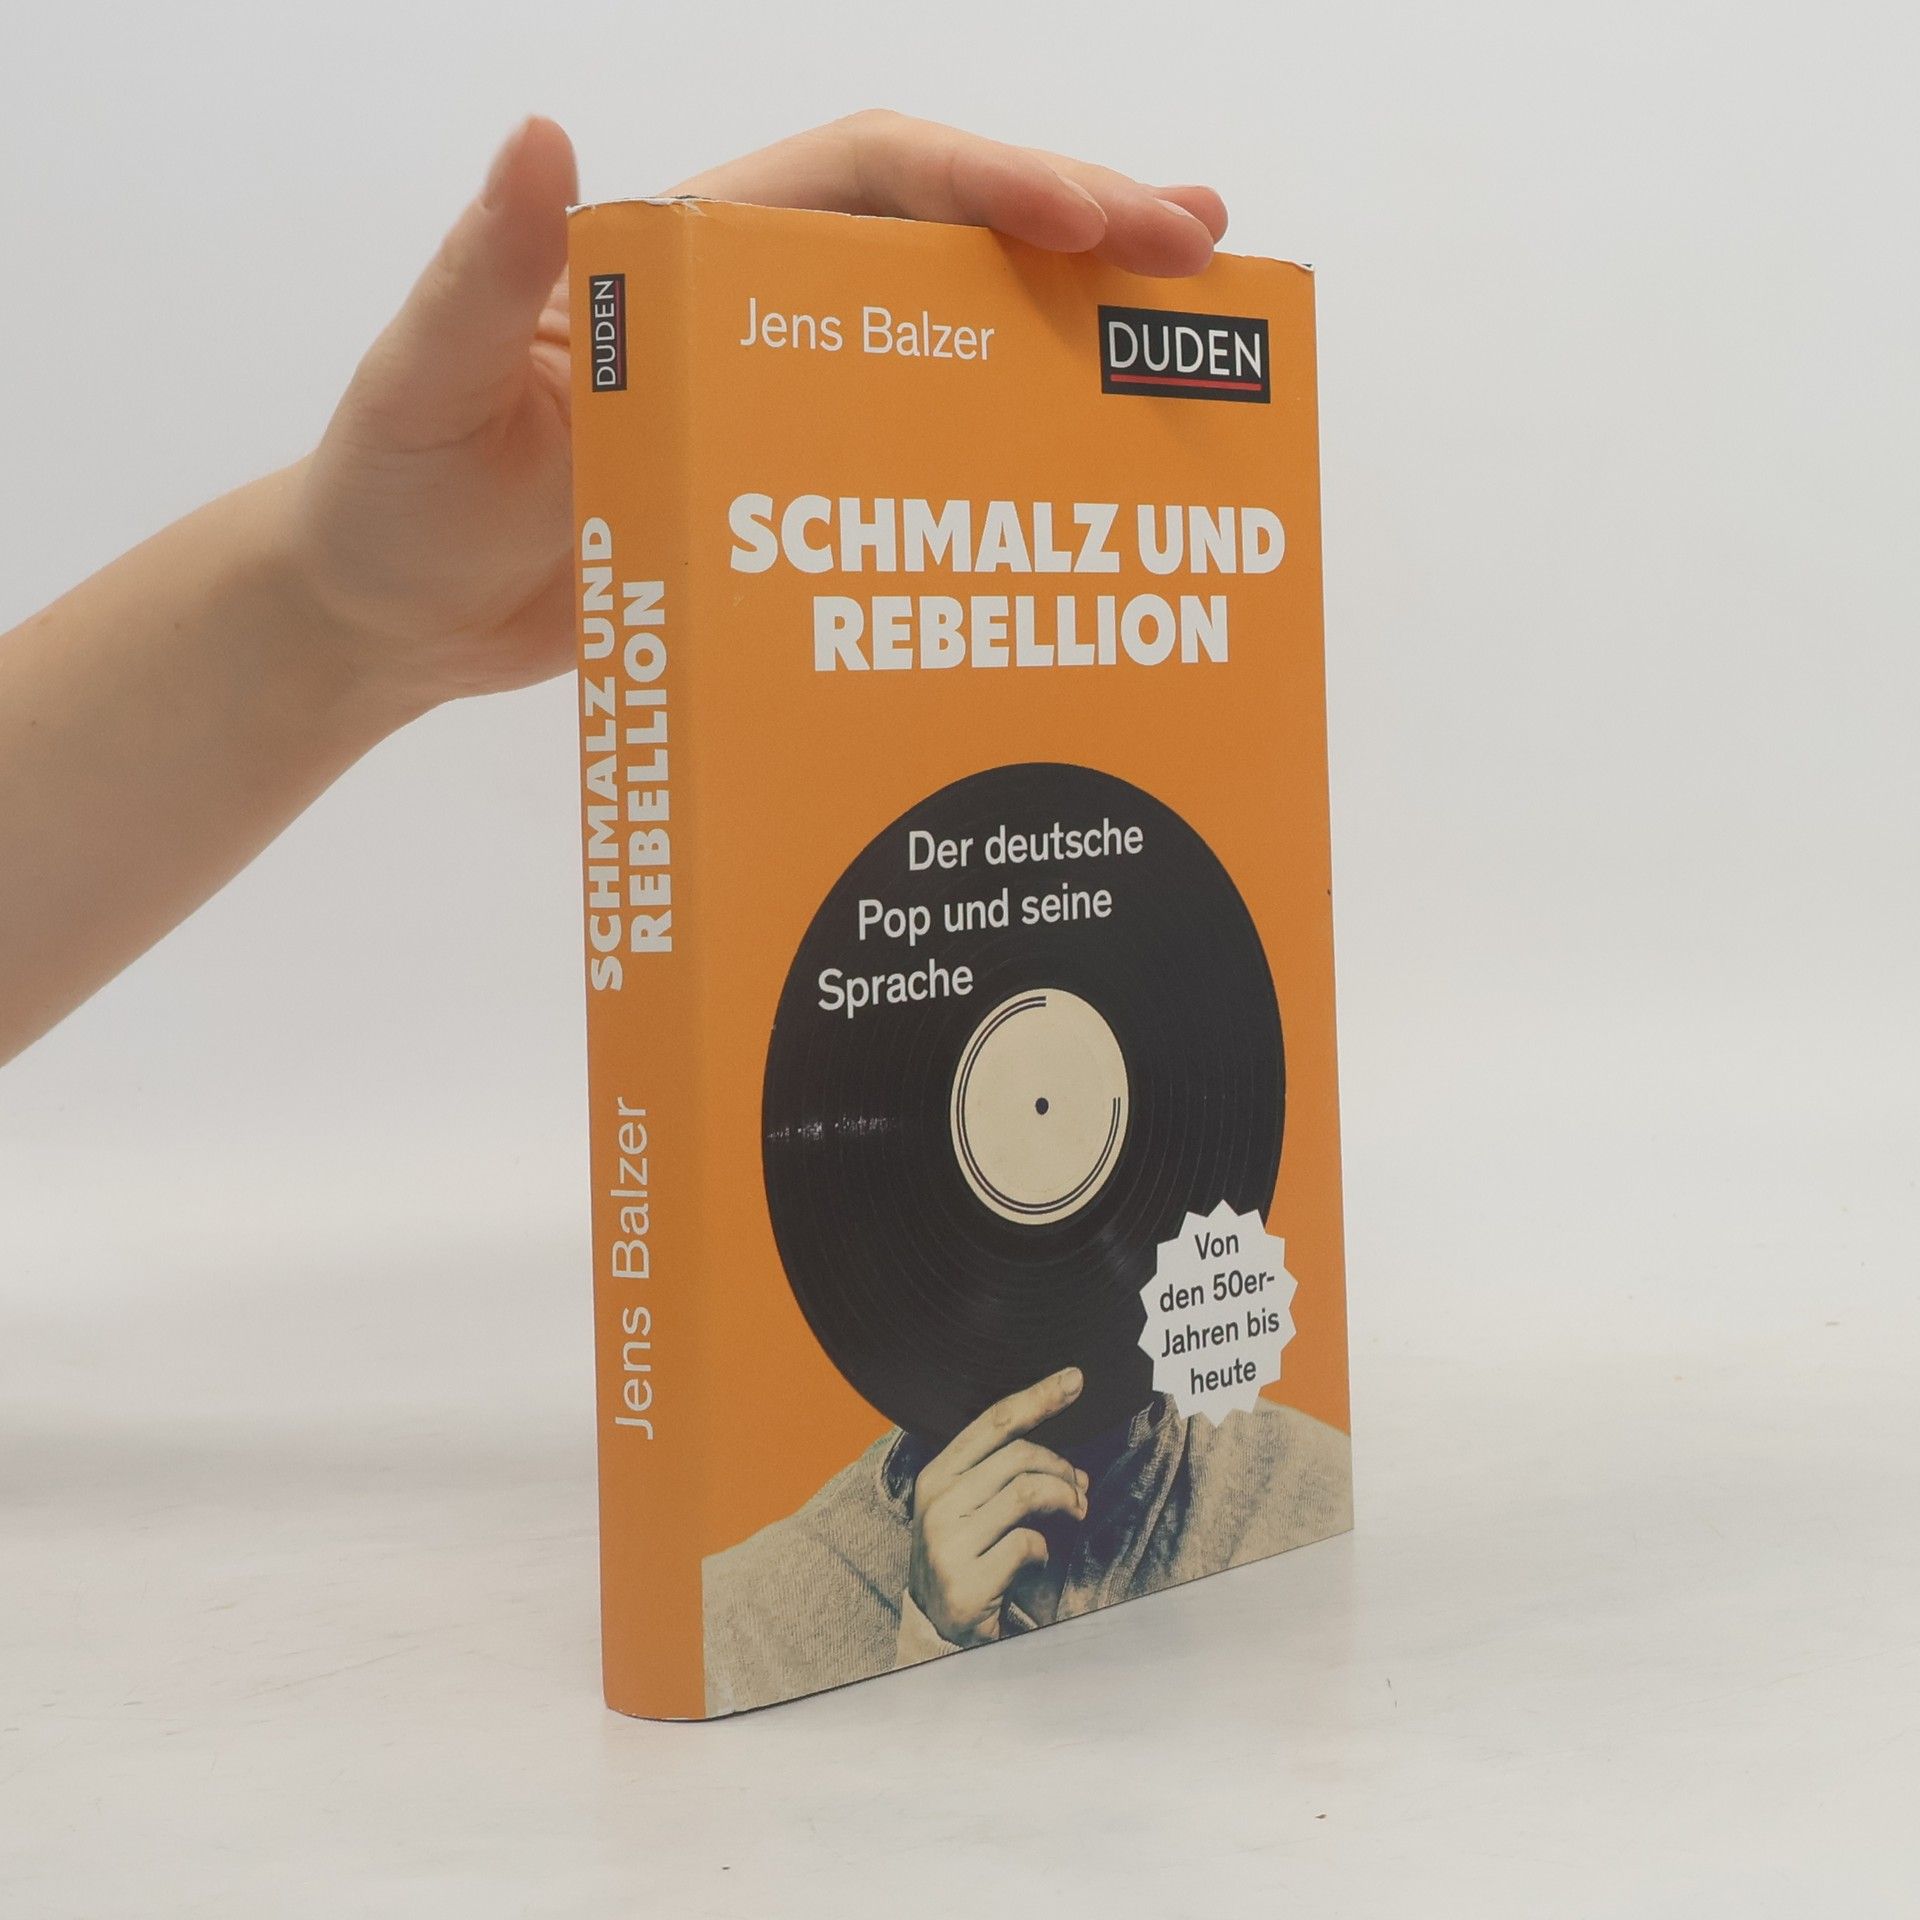 DUDEN
SCHMALZ UND
REBELLION
Jens Balzer
Jens Balzer
DUDEN
SCHMALZ UND
REBELLION
Der deutsche
Pop und seine
Sprache
Von
den 50er-
Jahren bis
heute